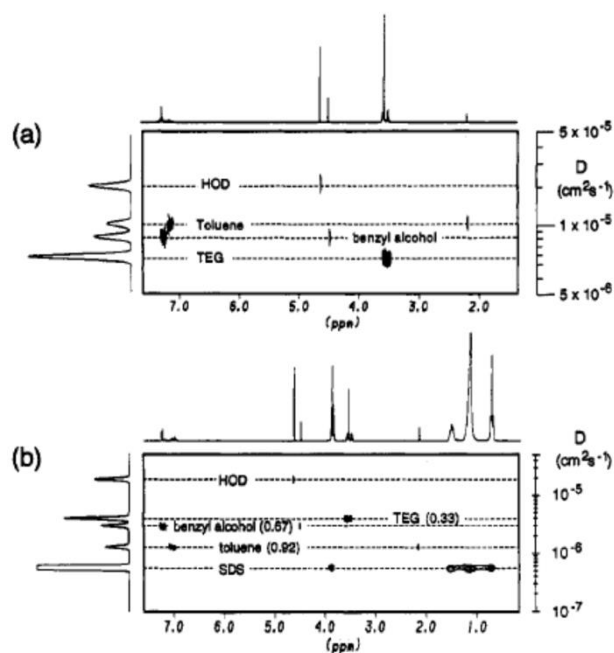 (a)
5 x 10⁻⁵
D
(cm²s⁻¹)
HOD
Toluene
1 x 10⁻⁵
benzyl alcohol
TEG
5 x 10⁻⁶
7.0 6.0 5.0 4.0 3.0 2.0
(ppm)
(b)
D
(cm²s⁻¹)
HOD
10⁻⁵
TEG (0.33)
benzyl alcohol (0.67)
toluene (0.92)
10⁻⁶
SDS
10⁻⁷
7.0 6.0 5.0 4.0 3.0 2.0 1.0
(ppm)